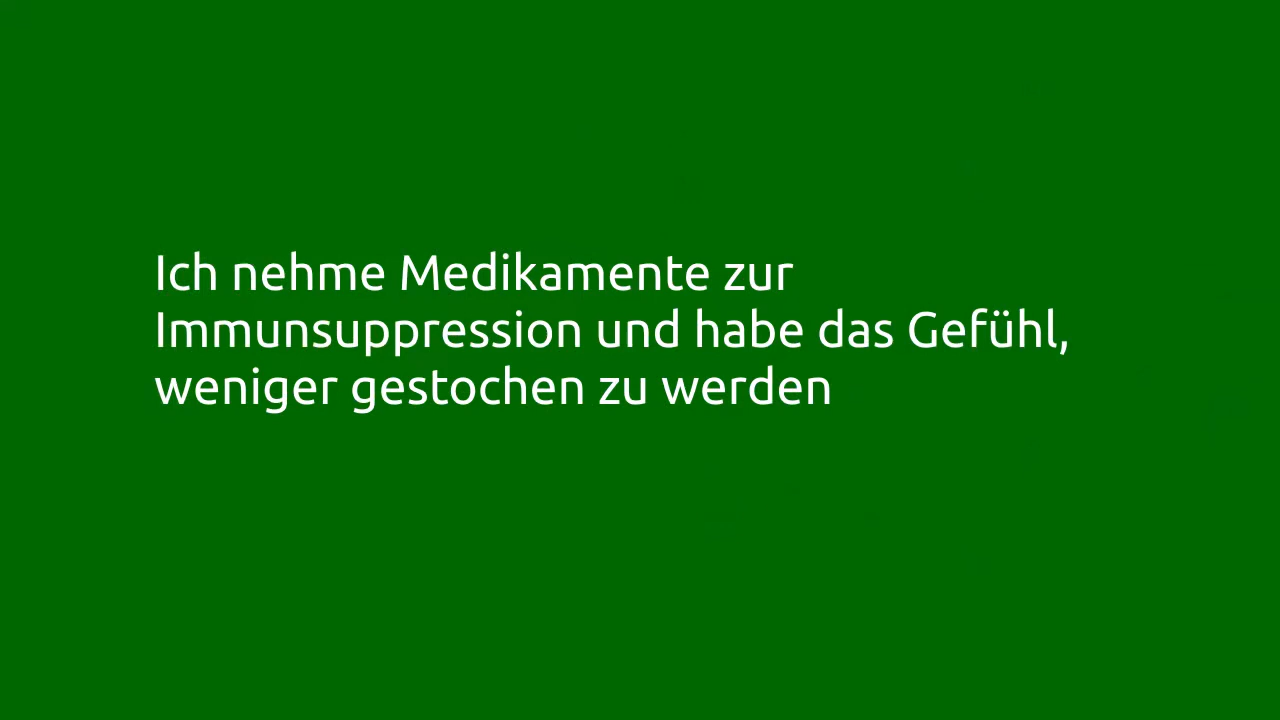 Ich nehme Medikamente zur
Immunsuppression und habe das Gefühl,
weniger gestochen zu werden